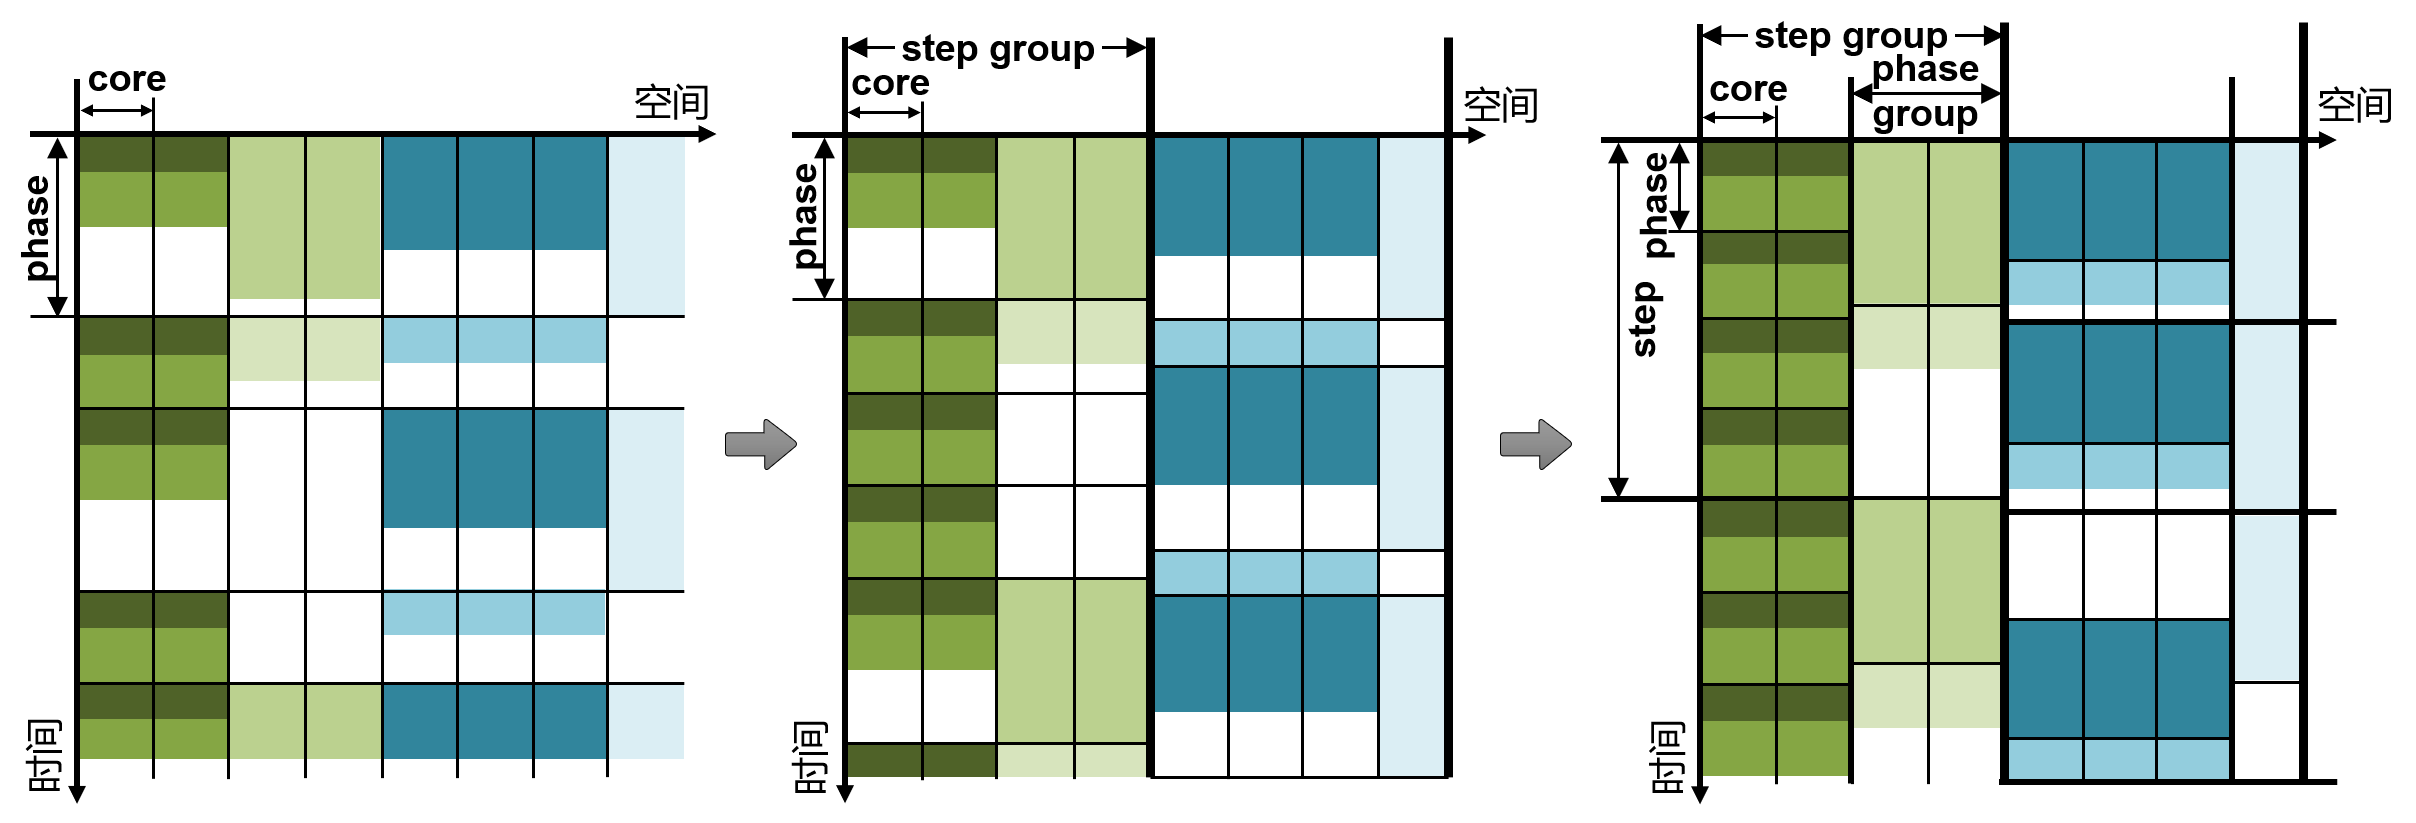 core
空间
phase
时间
step group
core
空间
phase
时间
step group
phase
group
core
空间
phase
step
时间